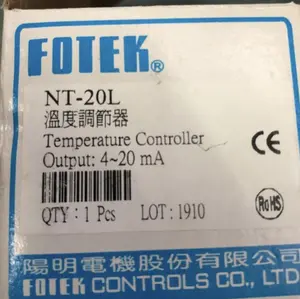 FOTEK®
NT-20L
溫度調節器
Temperature Controller
Output: 4~20 mA
CE
QTY : 1 Pcs LOT : 1910
RoHS
陽明電機股份有限公司
FOTEK CONTROLS CO., LTD